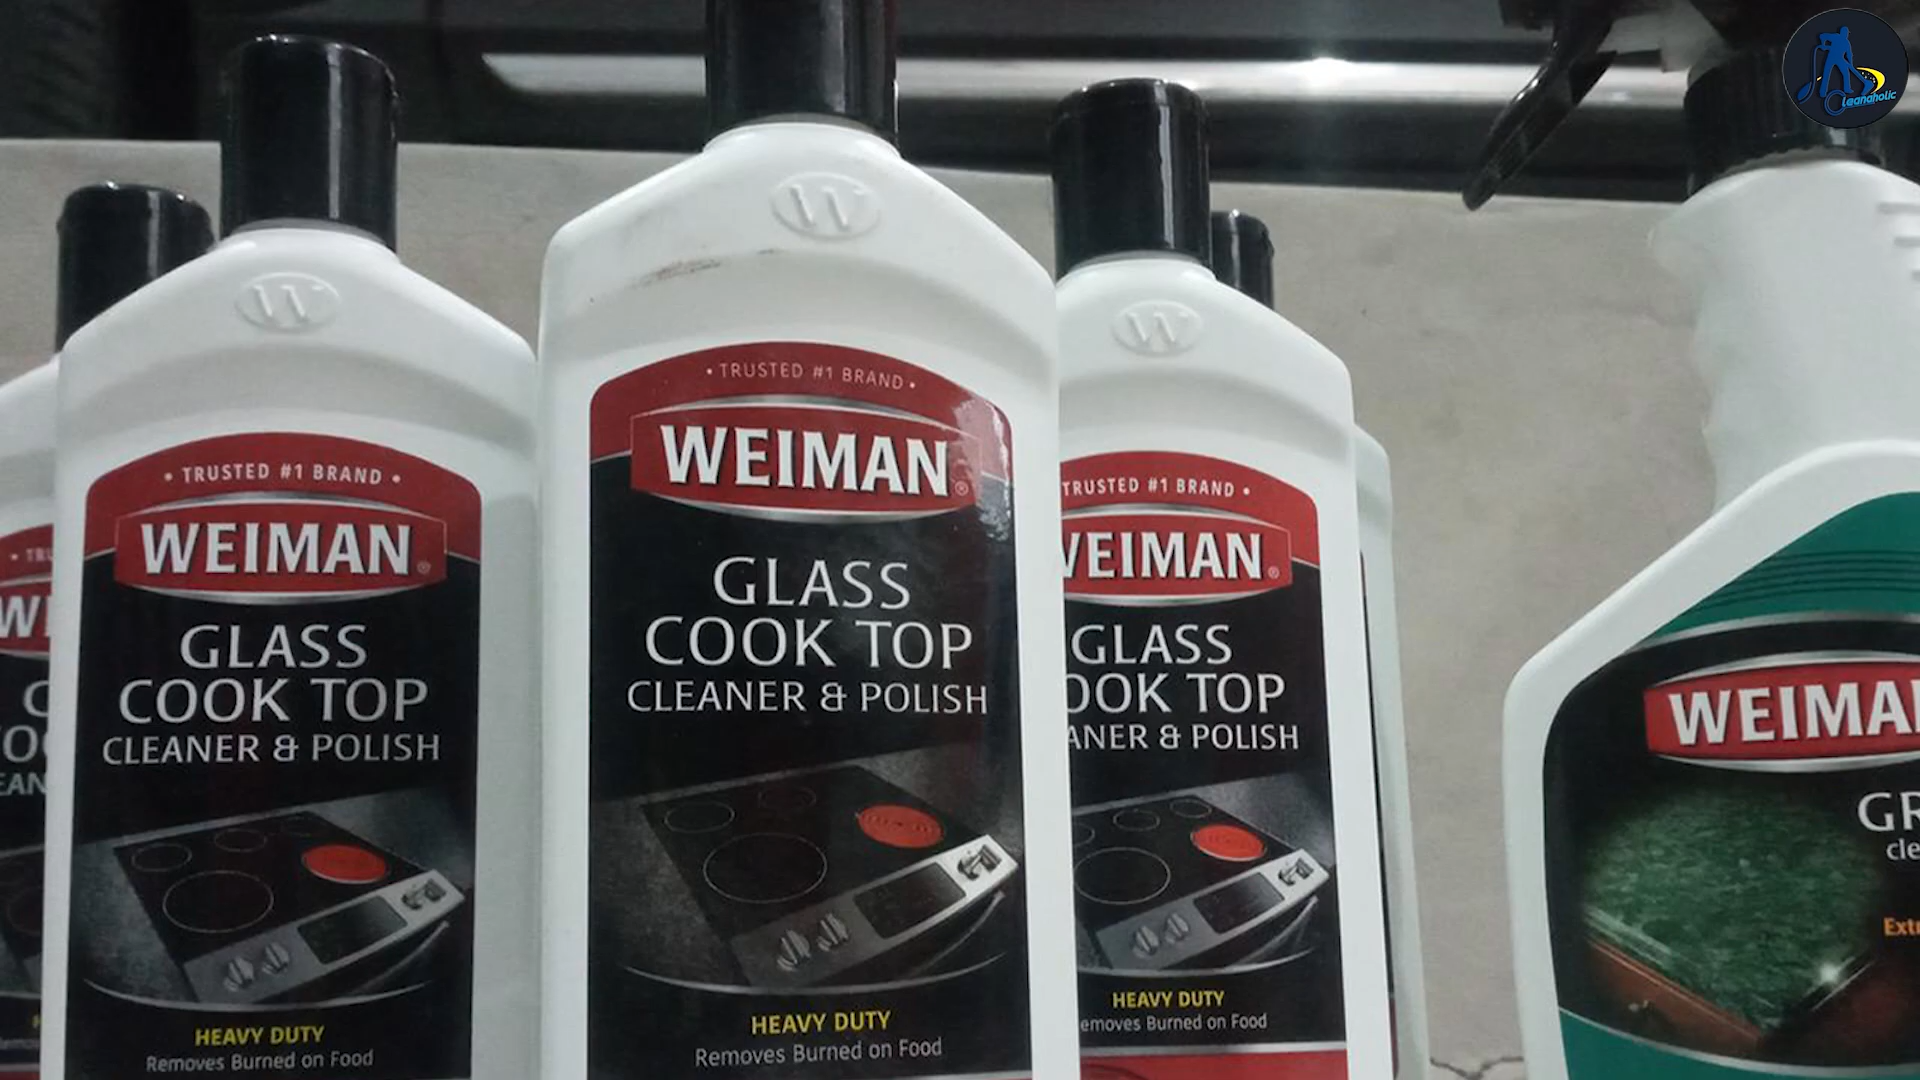 Cleanaholic
W
W
W
• TRUSTED #1 BRAND •
WEIMAN®
GLASS
COOK TOP
CLEANER & POLISH
HEAVY DUTY
Removes Burned on Food
• TRUSTED #1 BRAND •
WEIMAN®
GLASS
COOK TOP
CLEANER & POLISH
HEAVY DUTY
Removes Burned on Food
TRUSTED #1 BRAND •
WEIMAN®
GLASS
OOK TOP
ANER & POLISH
HEAVY DUTY
emoves Burned on Food
WEIMA
GR
cle
Extr